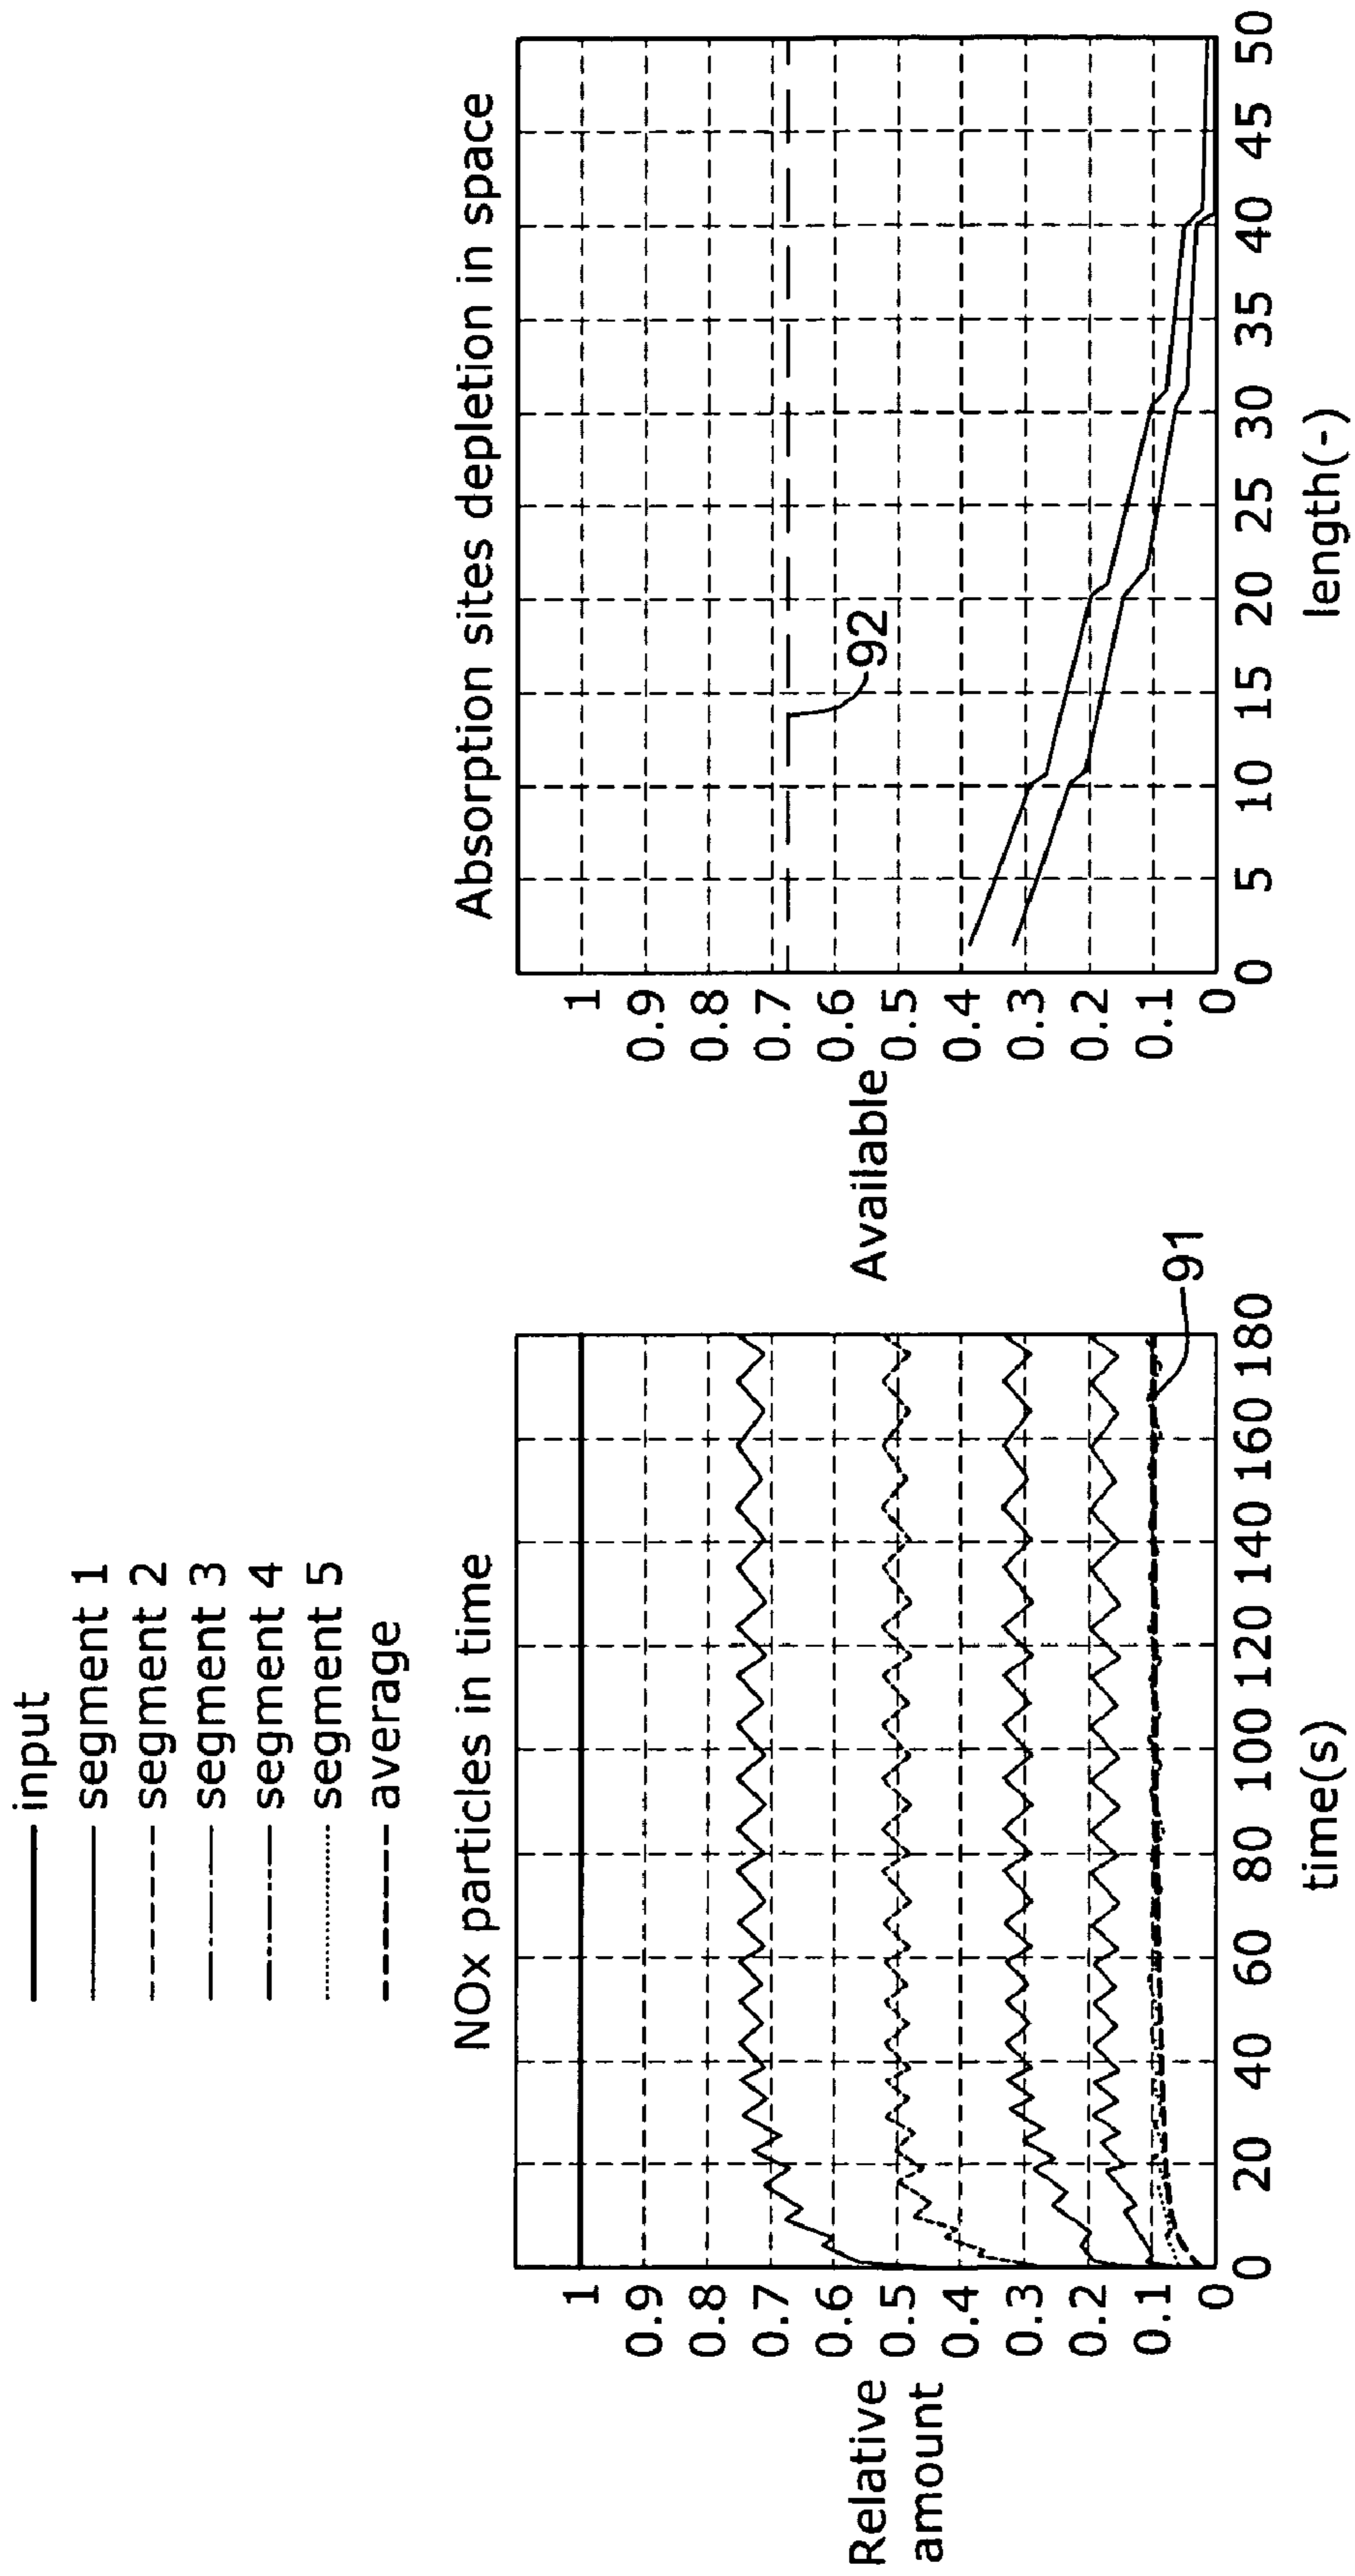 input
segment 1
segment 2
segment 3
segment 4
segment 5
average
NOx particles in time
Relative
amount
1
0.9
0.8
0.7
0.6
0.5
0.4
0.3
0.2
0.1
0
0 20 40 60 80 100 120 140 160 180
time(s)
91
Absorption sites depletion in space
Available
1
0.9
0.8
0.7
0.6
0.5
0.4
0.3
0.2
0.1
0
0 5 10 15 20 25 30 35 40 45 50
length(-)
92